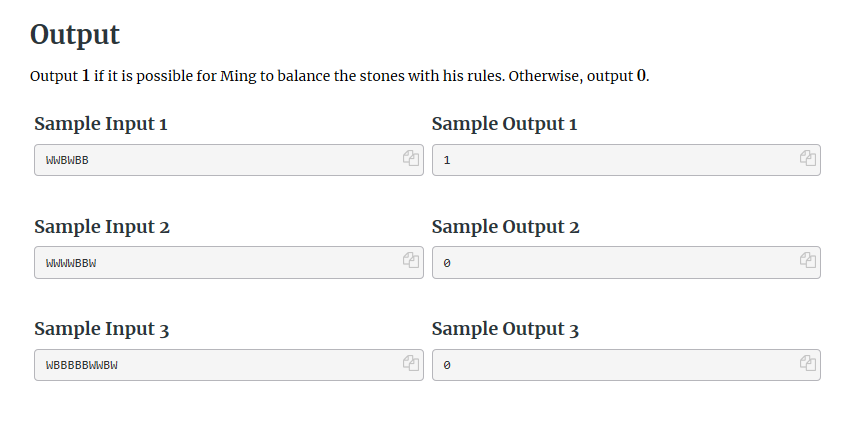 Output
Output 1 if it is possible for Ming to balance the stones with his rules. Otherwise, output 0.
Sample Input 1
Sample Output 1
WWBWBB
1
Sample Input 2
Sample Output 2
WWWWBBW
0
Sample Input 3
Sample Output 3
WBBBBBWWBW
0